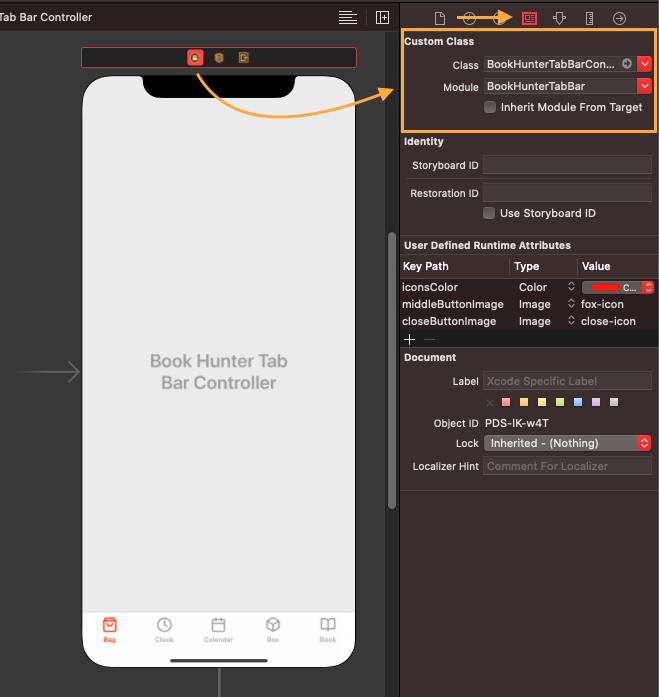 Tab Bar Controller
Custom Class
Class BookHunterTabBarCon...
Module BookHunterTabBar
Inherit Module From Target
Identity
Storyboard ID
Restoration ID
Use Storyboard ID
User Defined Runtime Attributes
Key Path Type Value
iconsColor Color C...
middleButtonImage Image fox-icon
closeButtonImage Image close-icon
Document
Label Xcode Specific Label
Object ID PDS-IK-w4T
Lock Inherited - (Nothing)
Localizer Hint Comment For Localizer
Book Hunter Tab
Bar Controller
Bag Clock Calendar Box Book